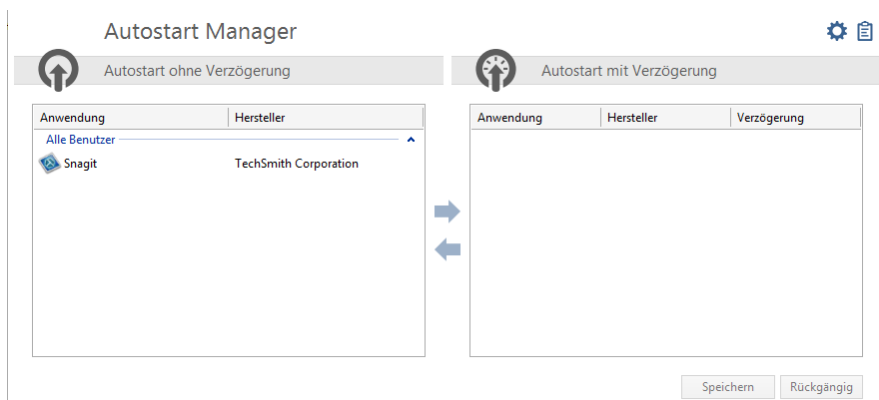 Autostart Manager
Autostart ohne Verzögerung
Autostart mit Verzögerung
Anwendung Hersteller
Alle Benutzer
Snagit TechSmith Corporation
Anwendung Hersteller Verzögerung
Speichern Rückgängig